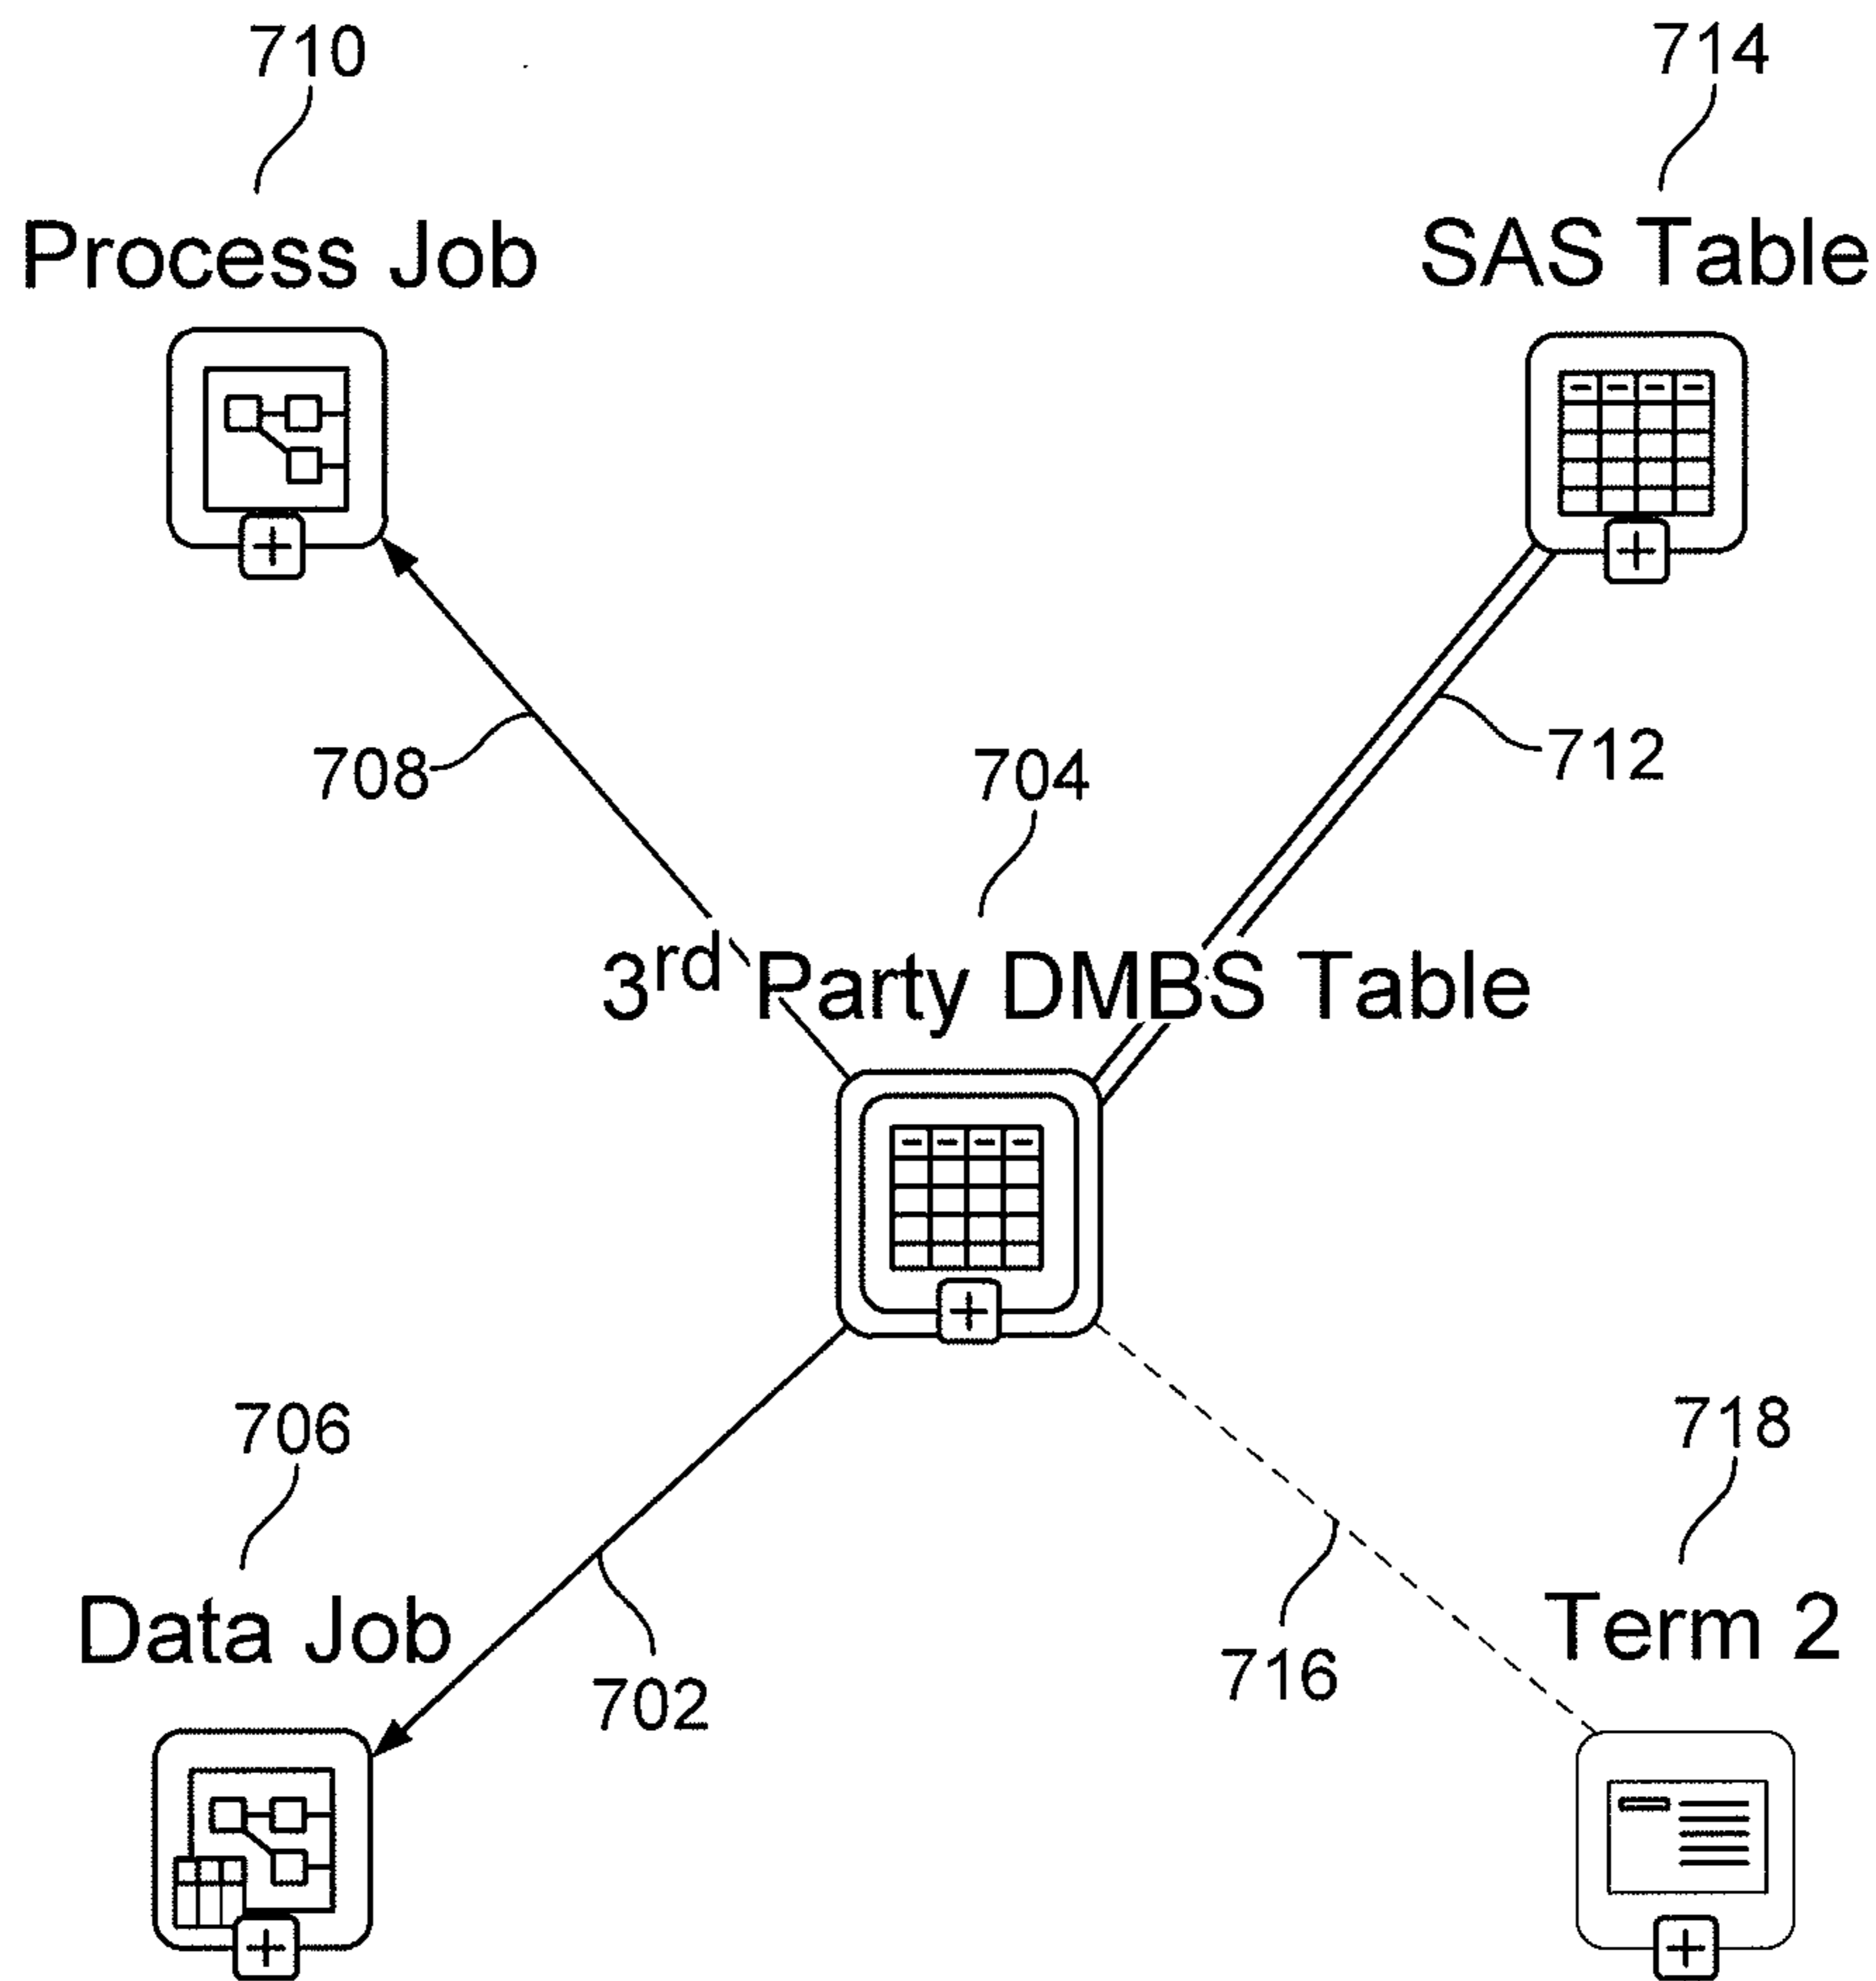 710
714
Process Job
SAS Table
708
704
712
3rd Party DMBS Table
706
718
Data Job
Term 2
702
716